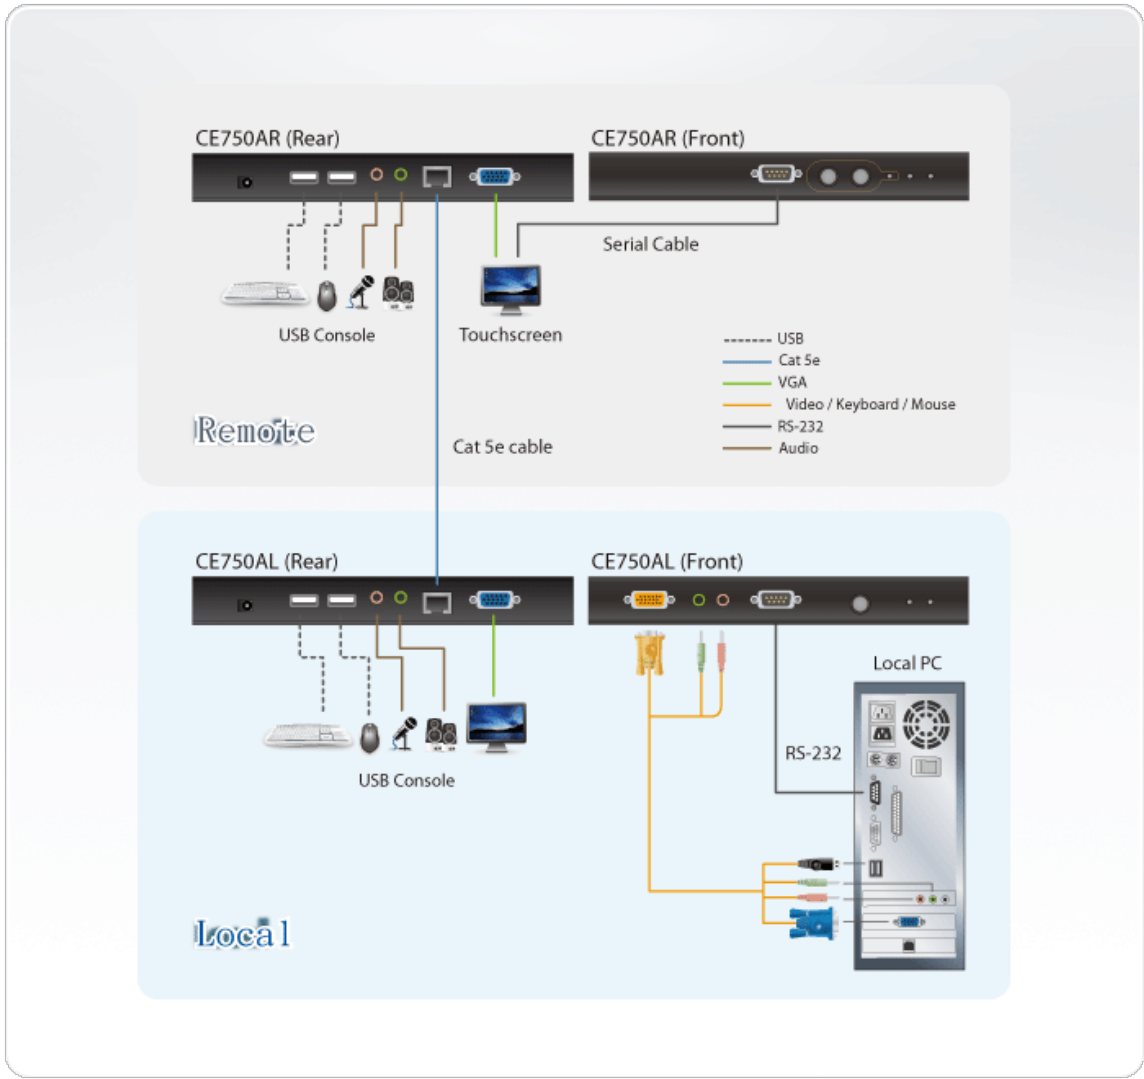 CE750AR (Rear)
CE750AR (Front)
Serial Cable
USB Console
Touchscreen
USB
Cat 5e
VGA
Video / Keyboard / Mouse
RS-232
Audio
Remote
Cat 5e cable
CE750AL (Rear)
CE750AL (Front)
Local PC
RS-232
USB Console
Local